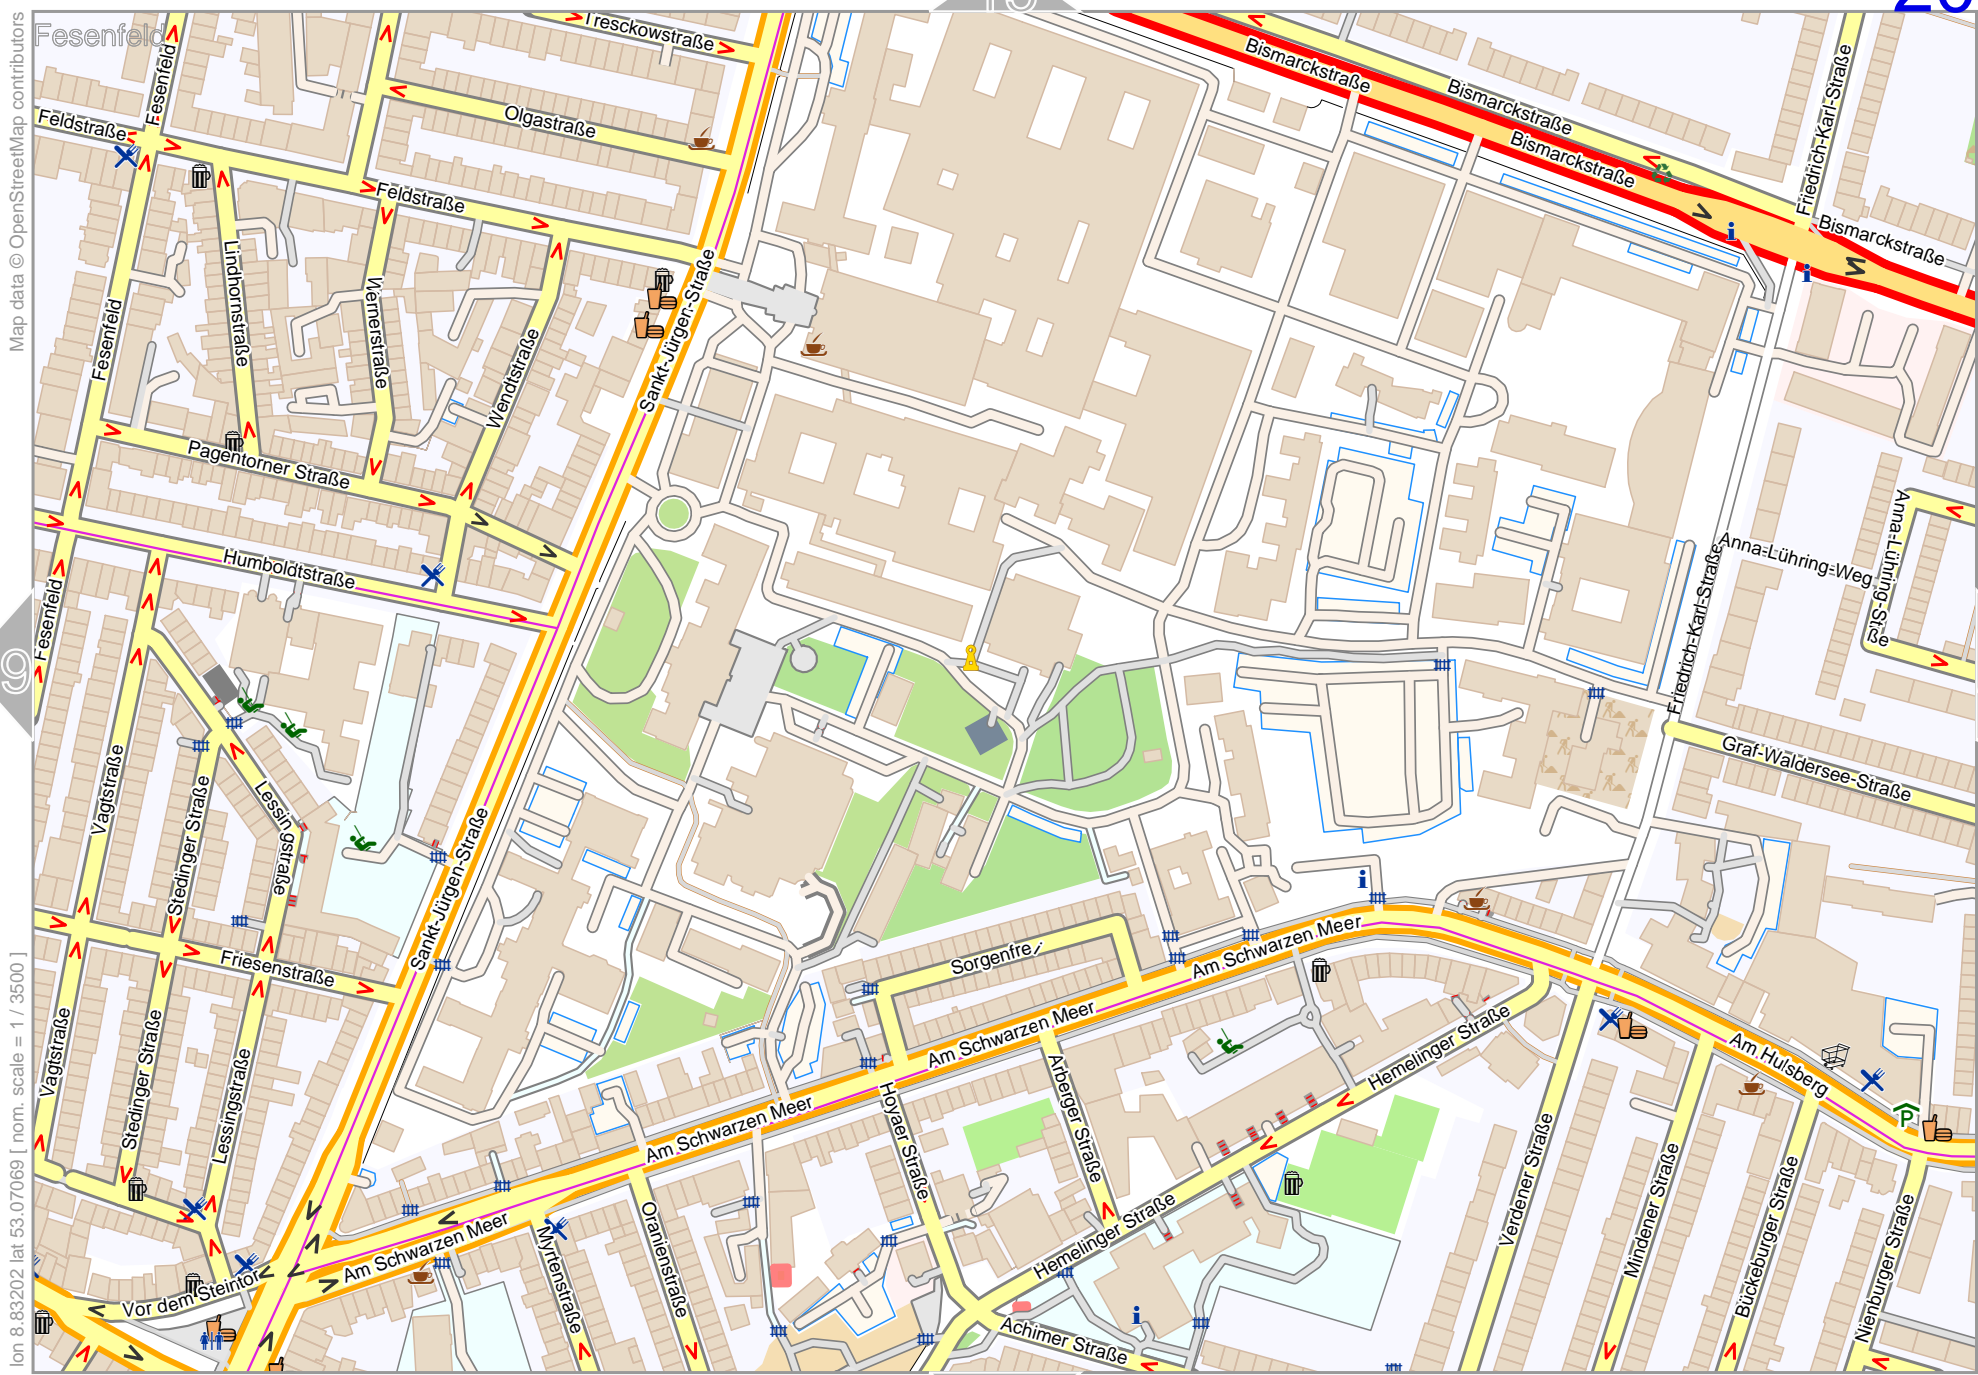 Fesenfeld
Tresckowstraße
Bismarckstraße
Bismarckstraße
Bismarckstraße
Bismarckstraße
Friedrich-Karl-Straße
Map data © OpenStreetMap contributors
Feldstraße
Fesenfeld
Olgastraße
Feldstraße
Lindhornstraße
Wernerstraße
Wendtstraße
Sankt-Jürgen-Straße
Fesenfeld
Pagentorner Straße
Humboldtstraße
Fesenfeld
Anna-Lühring-Weg
Anna-Lühring-Straße
Friedrich-Karl-Straße
Graf-Waldersee-Straße
9
Vagtstraße
Stedinger Straße
Lessingstraße
Sankt-Jürgen-Straße
Friesenstraße
Sorgenfrei
Am Schwarzen Meer
Am Schwarzen Meer
Am Schwarzen Meer
Am Schwarzen Meer
Am Hulsberg
Vagtstraße
Stedinger Straße
Lessingstraße
Hoyaer Straße
Arberger Straße
Hemelinger Straße
Hemelinger Straße
Verdener Straße
Mindener Straße
Bückeburger Straße
Nienburger Straße
Vor dem Steintor
Myrtenstraße
Oranienstraße
Achimer Straße
P
lon 8.83202 lat 53.07069 [ nom. scale = 1 / 3500 ]